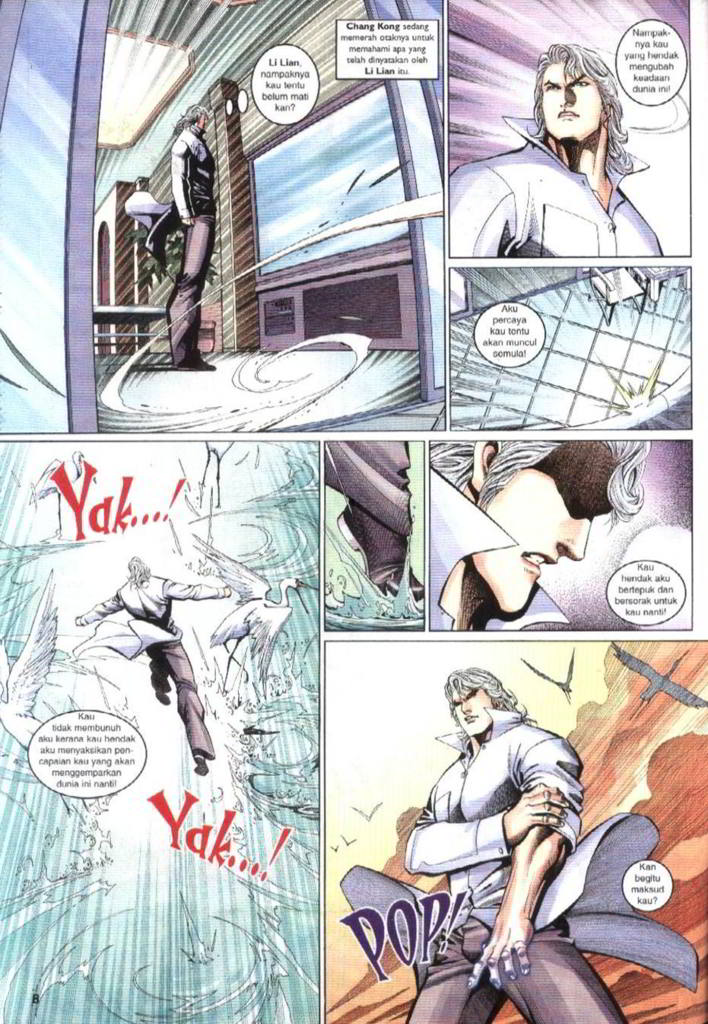 Chang Kong sedang
memerah otaknya untuk
memahami apa yang
telah dinyatakan oleh
Li Lian itu.
Li Lian,
nampaknya
kau tentu
belum mati
kan?
Nampak-
nya kau
yang hendak
mengubah
keadaan
dunia ini!
Aku
percaya
kau tentu
akan muncul
semula!
Yak....!
Kau
tidak membunuh
aku kerana kau hendak
aku menyaksikan pen-
capaian kau yang akan
menggemparkan
dunia ini nanti!
Yak....!
Kau
hendak aku
bertepuk dan
bersorak untuk
kau nanti!
POP!
Kan
begitu
maksud
kau?
8